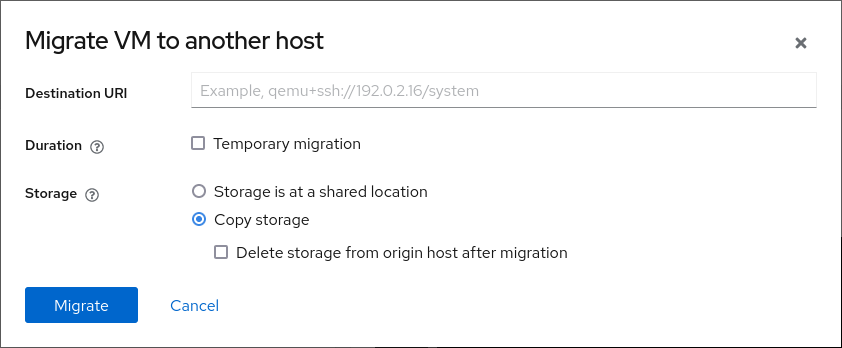 Migrate VM to another host
Destination URI
Example, qemu+ssh://192.0.2.16/system
Duration
Temporary migration
Storage
Storage is at a shared location
Copy storage
Delete storage from origin host after migration
Migrate
Cancel